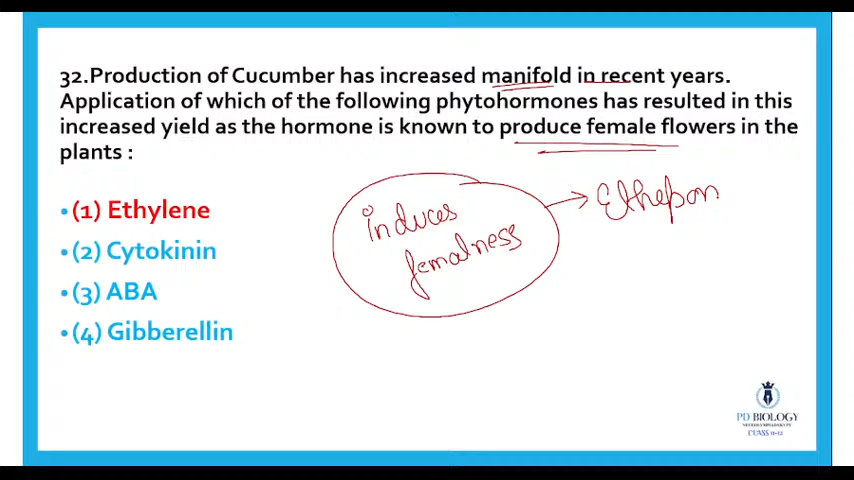 32.Production of Cucumber has increased manifold in recent years.
Application of which of the following phytohormones has resulted in this
increased yield as the hormone is known to produce female flowers in the
plants :
• (1) Ethylene
• (2) Cytokinin
• (3) ABA
• (4) Gibberellin
induces
femalness
Ethepon
PD BIOLOGY
CLASS 11-12